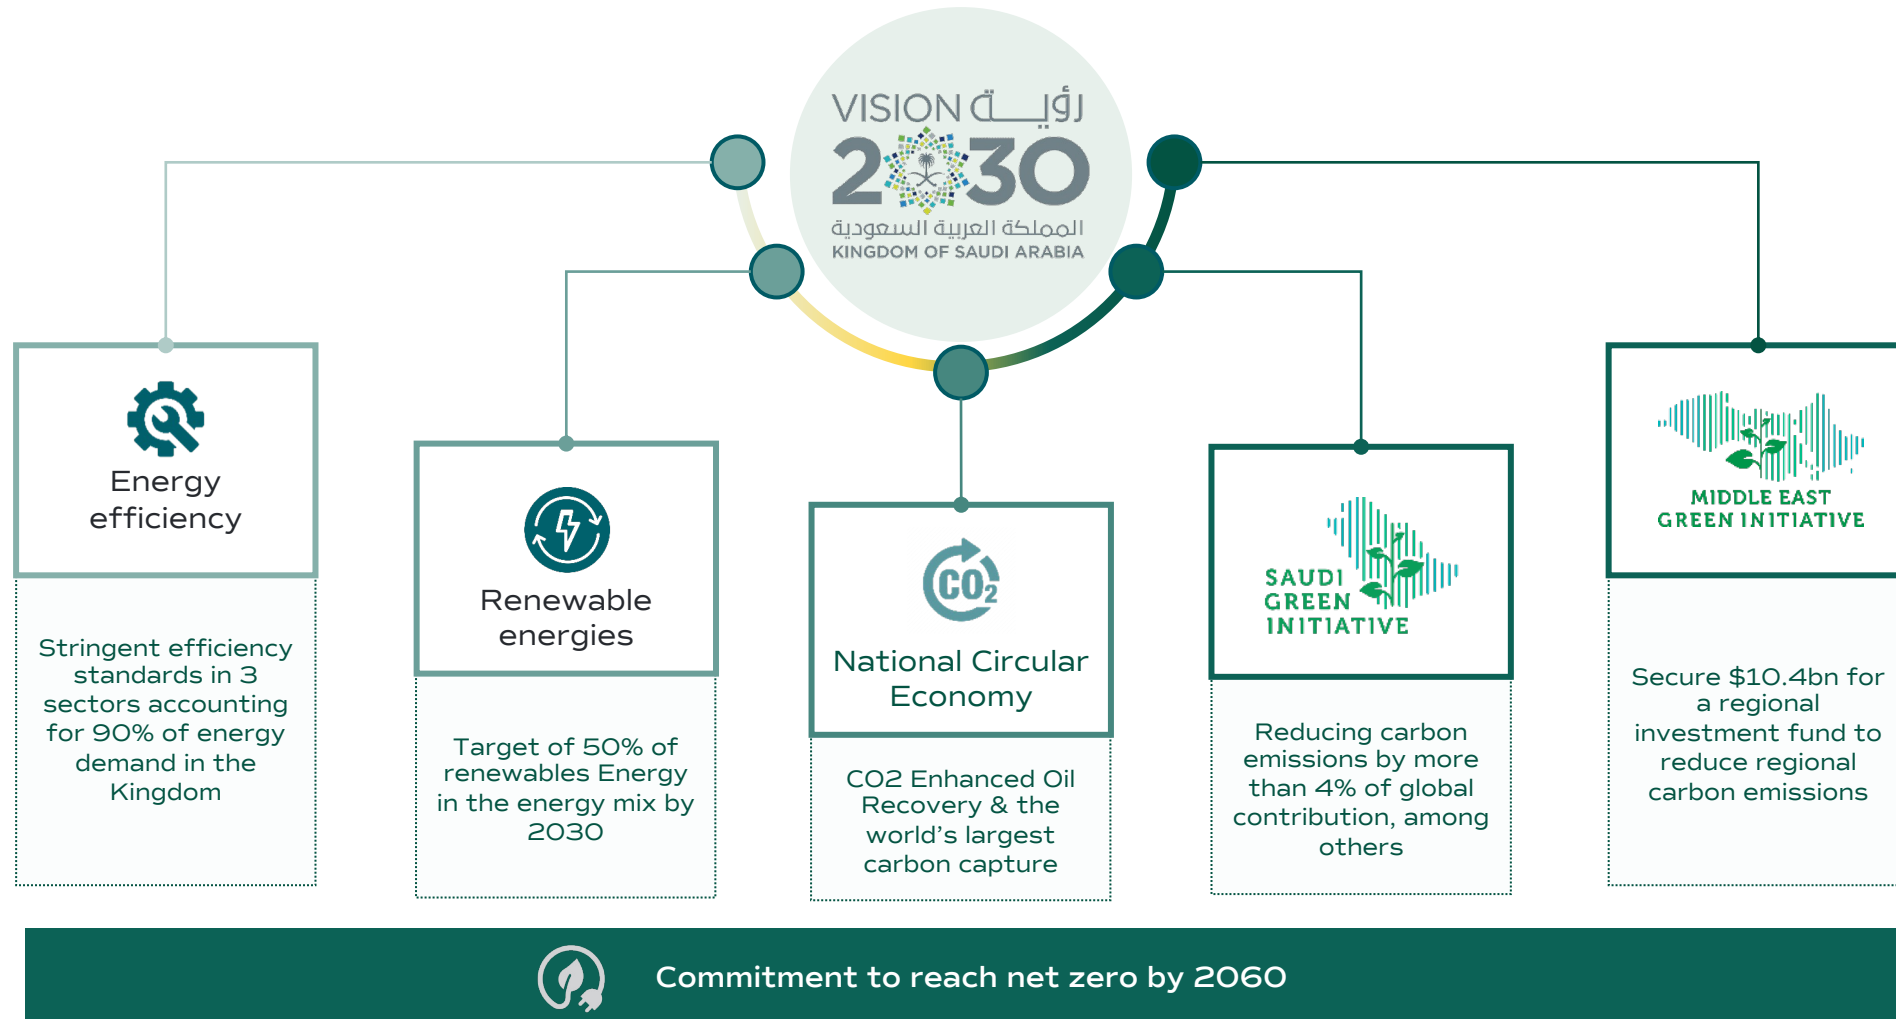 VISION رؤيــــة
2030
المملكة العربية السعودية
KINGDOM OF SAUDI ARABIA
Energy
efficiency
Stringent efficiency
standards in 3
sectors accounting
for 90% of energy
demand in the
Kingdom
Renewable
energies
Target of 50% of
renewables Energy
in the energy mix by
2030
CO2
National Circular
Economy
CO2 Enhanced Oil
Recovery & the
world's largest
carbon capture
SAUDI
GREEN
INITIATIVE
Reducing carbon
emissions by more
than 4% of global
contribution, among
others
MIDDLE EAST
GREEN INITIATIVE
Secure $10.4bn for
a regional
investment fund to
reduce regional
carbon emissions
Commitment to reach net zero by 2060